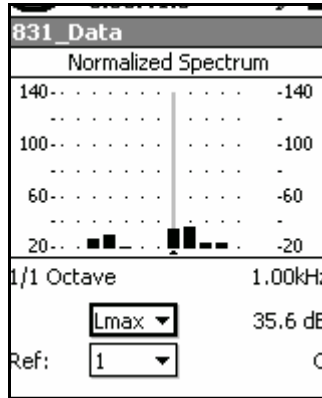 831_Data
Normalized Spectrum
140 -140
100 -100
60 -60
20 -20
1/1 Octave 1.00kHz
Lmax 35.6 dB
Ref: 1